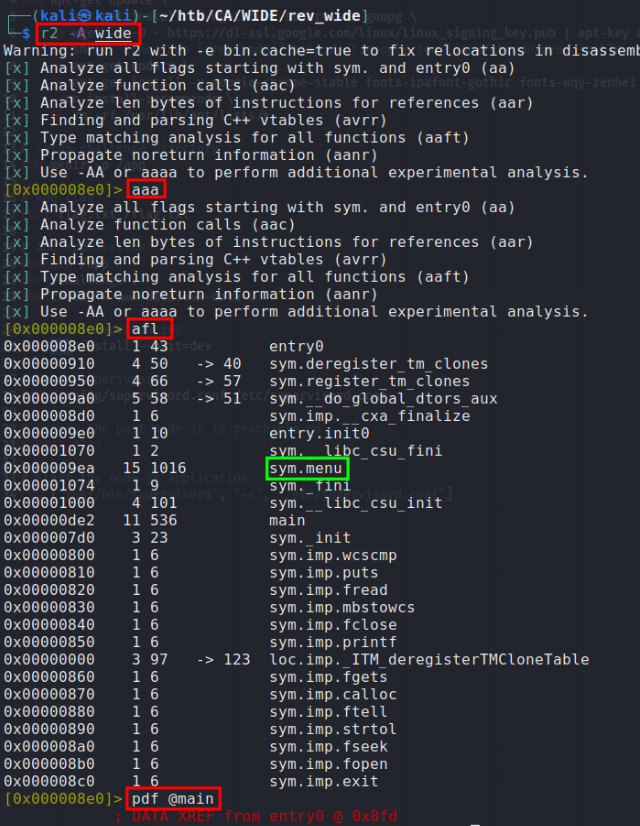 (kali㉿kali)-[~/htb/CA/WIDE/rev_wide]
$ r2 -A wide
Warning: run r2 with -e bin.cache=true to fix relocations in disassemb
[x] Analyze all flags starting with sym. and entry0 (aa)
[x] Analyze function calls (aac)
[x] Analyze len bytes of instructions for references (aar)
[x] Finding and parsing C++ vtables (avrr)
[x] Type matching analysis for all functions (aaft)
[x] Propagate noreturn information (aanr)
[x] Use -AA or aaaa to perform additional experimental analysis.
[0x000008e0]> aaa
[x] Analyze all flags starting with sym. and entry0 (aa)
[x] Analyze function calls (aac)
[x] Analyze len bytes of instructions for references (aar)
[x] Finding and parsing C++ vtables (avrr)
[x] Type matching analysis for all functions (aaft)
[x] Propagate noreturn information (aanr)
[x] Use -AA or aaaa to perform additional experimental analysis.
[0x000008e0]> afl
0x000008e0 1 43 entry0
0x00000910 4 50 -> 40 sym.deregister_tm_clones
0x00000950 4 66 -> 57 sym.register_tm_clones
0x000009a0 5 58 -> 51 sym.__do_global_dtors_aux
0x000008d0 1 6 sym.imp.__cxa_finalize
0x000009e0 1 10 entry.init0
0x00001070 1 2 sym.__libc_csu_fini
0x000009ea 15 1016 sym.menu
0x00001074 1 9 sym._fini
0x00001000 4 101 sym.__libc_csu_init
0x00000de2 11 536 main
0x000007d0 3 23 sym._init
0x00000800 1 6 sym.imp.wcscmp
0x00000810 1 6 sym.imp.puts
0x00000820 1 6 sym.imp.fread
0x00000830 1 6 sym.imp.mbstowcs
0x00000840 1 6 sym.imp.fclose
0x00000850 1 6 sym.imp.printf
0x00000000 3 97 -> 123 loc.imp._ITM_deregisterTMCloneTable
0x00000860 1 6 sym.imp.fgets
0x00000870 1 6 sym.imp.calloc
0x00000880 1 6 sym.imp.ftell
0x00000890 1 6 sym.imp.strtol
0x000008a0 1 6 sym.imp.fseek
0x000008b0 1 6 sym.imp.fopen
0x000008c0 1 6 sym.imp.exit
[0x000008e0]> pdf @main
; DATA XREF from entry0 @ 0x8fd